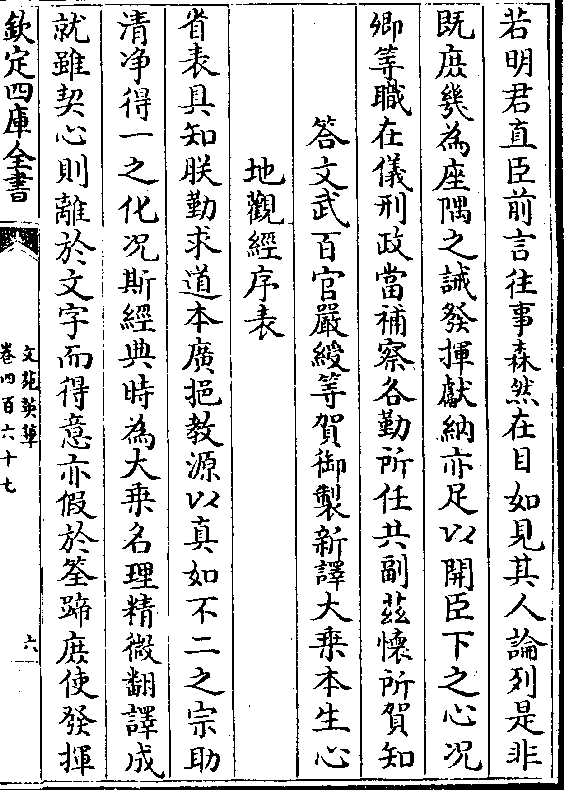 若明君直臣前言往事森然在目如見其人論列是非
既庶幾為座隅之誡發揮獻納亦足以開臣下之心况
卿等職在儀刑政當補察各勤所任共副茲懷所賀知
答文武百官嚴綬等賀御製新譯大乗本生心
地觀經序表
省表具知朕勤求道本廣挹教源以真如不二之宗助
清净得一之化况斯經典時為大乗名理精微翻譯成
就雖契心則離於文字而得意亦假於筌蹄庶使發揮
欽定四庫全書
文苑英華
卷四百六十七
六